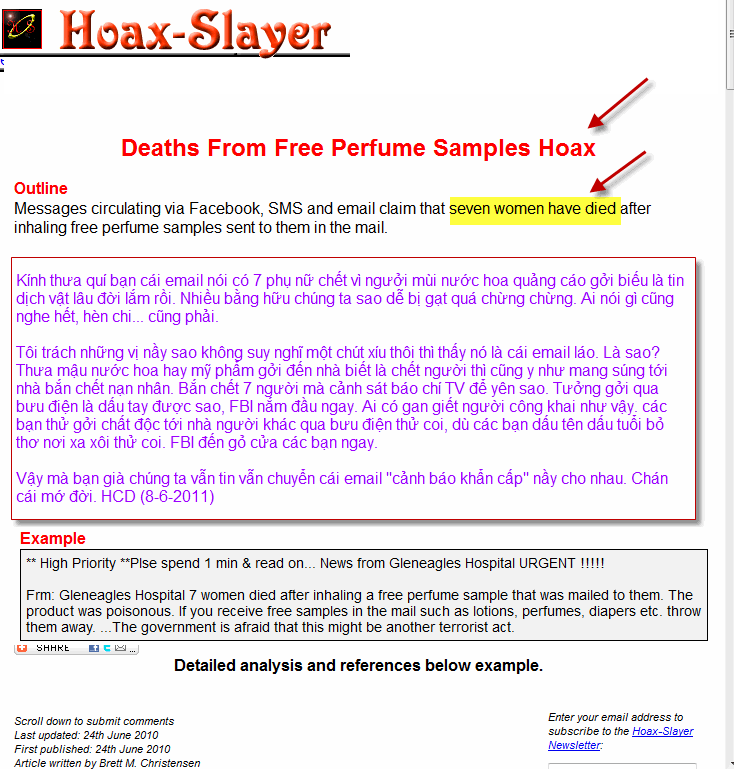 Hoax-Slayer
Deaths From Free Perfume Samples Hoax
Outline
Messages circulating via Facebook, SMS and email claim that seven women have died after
inhaling free perfume samples sent to them in the mail.
Kính thưa quí bạn cái email nói có 7 phụ nữ chết vì ngưởi mùi nước hoa quảng cáo gởi biếu là tin
dịch vật lâu đời lắm rồi. Nhiều bằng hữu chúng ta sao dễ bị gạt quá chừng chừng. Ai nói gì cũng
nghe hết, hèn chi... cũng phải.
Tôi trách những vị nầy sao không suy nghĩ một chút xíu thôi thì thấy nó là cái email láo. Là sao?
Thưa mậu nước hoa hay mỹ phẩm gởi đến nhà biết là chết người thì cũng y như mang súng tới
nhà bắn chết nạn nhân. Bắn chết 7 người mà cảnh sát báo chí TV để yên sao. Tưởng gởi qua
bưu điện là dấu tay được sao, FBI nắm đầu ngay. Ai có gan giết người công khai như vậy. các
bạn thử gởi chất độc tới nhà người khác qua bưu điện thử coi, dù các bạn dấu tên dấu tuổi bỏ
thơ nơi xa xôi thử coi. FBI đến gỏ cửa các bạn ngay.
Vậy mà bạn già chúng ta vẫn tin vẫn chuyển cái email "cảnh báo khẩn cấp" nầy cho nhau. Chán
cái mớ đời. HCD (8-6-2011)
Example
** High Priority **Plse spend 1 min & read on... News from Gleneagles Hospital URGENT !!!!!
Frm: Gleneagles Hospital 7 women died after inhaling a free perfume sample that was mailed to them. The
product was poisonous. If you receive free samples in the mail such as lotions, perfumes, diapers etc. throw
them away. ...The government is afraid that this might be another terrorist act.
SHARE
Detailed analysis and references below example.
Scroll down to submit comments
Last updated: 24th June 2010
First published: 24th June 2010
Article written by Brett M. Christensen
Enter your email address to
subscribe to the Hoax-Slayer
Newsletter: